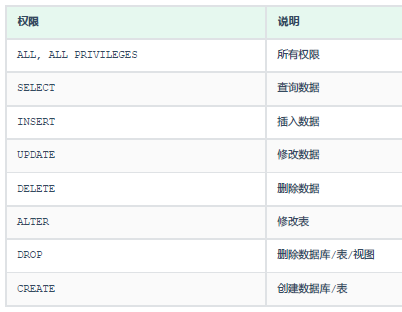 权限 说明
ALL, ALL PRIVILEGES 所有权限
SELECT 查询数据
INSERT 插入数据
UPDATE 修改数据
DELETE 删除数据
ALTER 修改表
DROP 删除数据库/表/视图
CREATE 创建数据库/表